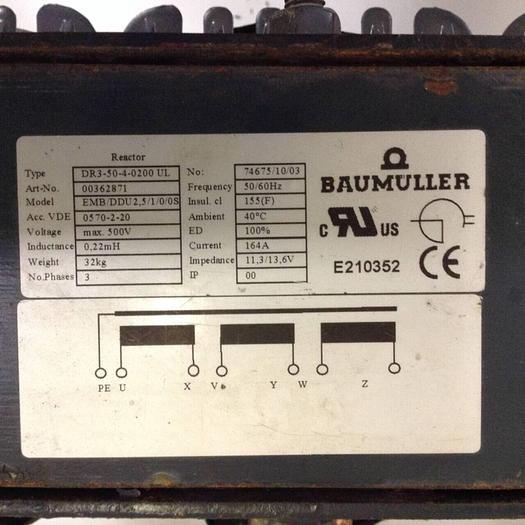 Reactor
Type DR3-50-4-0200 UL
Art-No. 00362871
Model EMB/DDU2,5/1/0/0S
Acc. VDE 0570-2-20
Voltage max. 500V
Inductance 0,22mH
Weight 32kg
No.Phases 3
No: 74675/10/03
Frequency 50/60Hz
Insul. cl 155(F)
Ambient 40°C
ED 100%
Current 164A
Impedance 11,3/13,6V
IP 00
BAUMÜLLER
c RU US
E210352
CE
PE U X V Y W Z